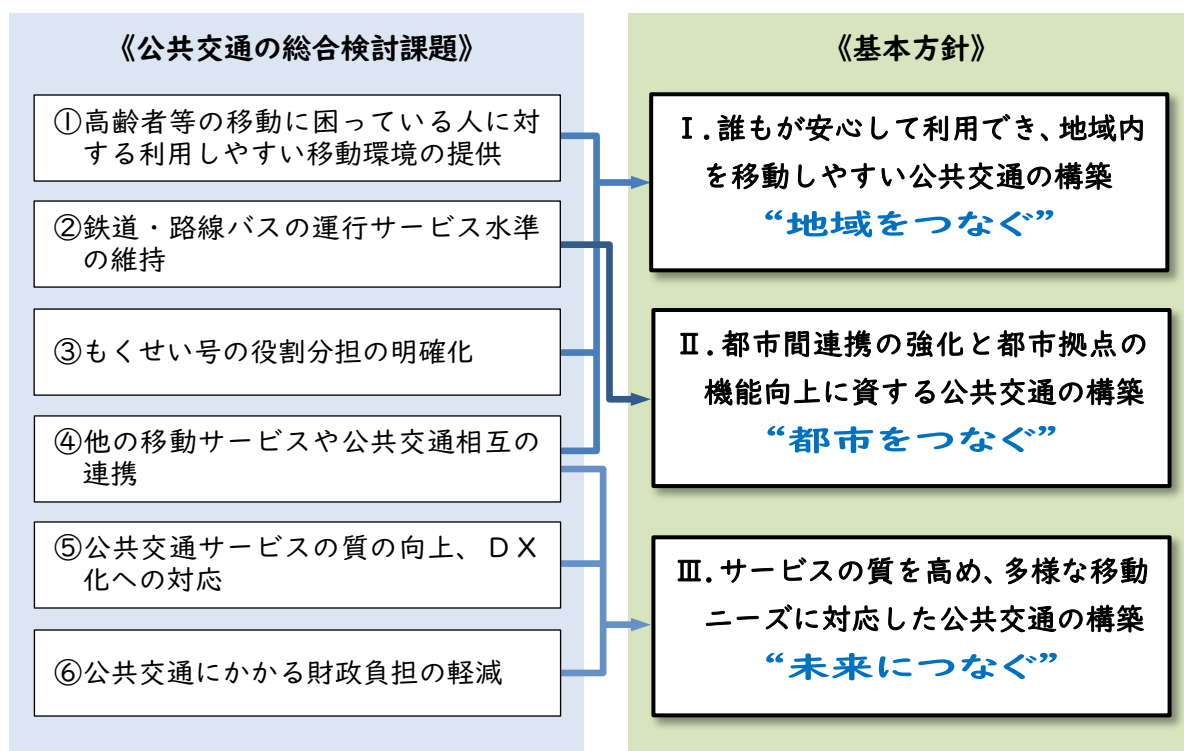 《公共交通の総合検討課題》
①高齢者等の移動に困っている人に対
する利用しやすい移動環境の提供
②鉄道・路線バスの運行サービス水準
の維持
③もくせい号の役割分担の明確化
④他の移動サービスや公共交通相互の
連携
⑤公共交通サービスの質の向上、ＤＸ
化への対応
⑥公共交通にかかる財政負担の軽減
《基本方針》
Ⅰ．誰もが安心して利用でき、地域内
を移動しやすい公共交通の構築
“地域をつなぐ”
Ⅱ．都市間連携の強化と都市拠点の
機能向上に資する公共交通の構築
“都市をつなぐ”
Ⅲ．サービスの質を高め、多様な移動
ニーズに対応した公共交通の構築
“未来につなぐ”